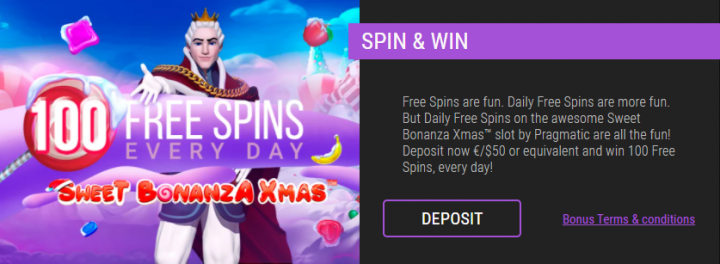 100 FREE SPINS
EVERY DAY
SWEET BONANZA XMAS
SPIN & WIN
Free Spins are fun. Daily Free Spins are more fun.
But Daily Free Spins on the awesome Sweet
Bonanza Xmas™ slot by Pragmatic are all the fun!
Deposit now €/$50 or equivalent and win 100 Free
Spins, every day!
DEPOSIT
Bonus Terms & conditions